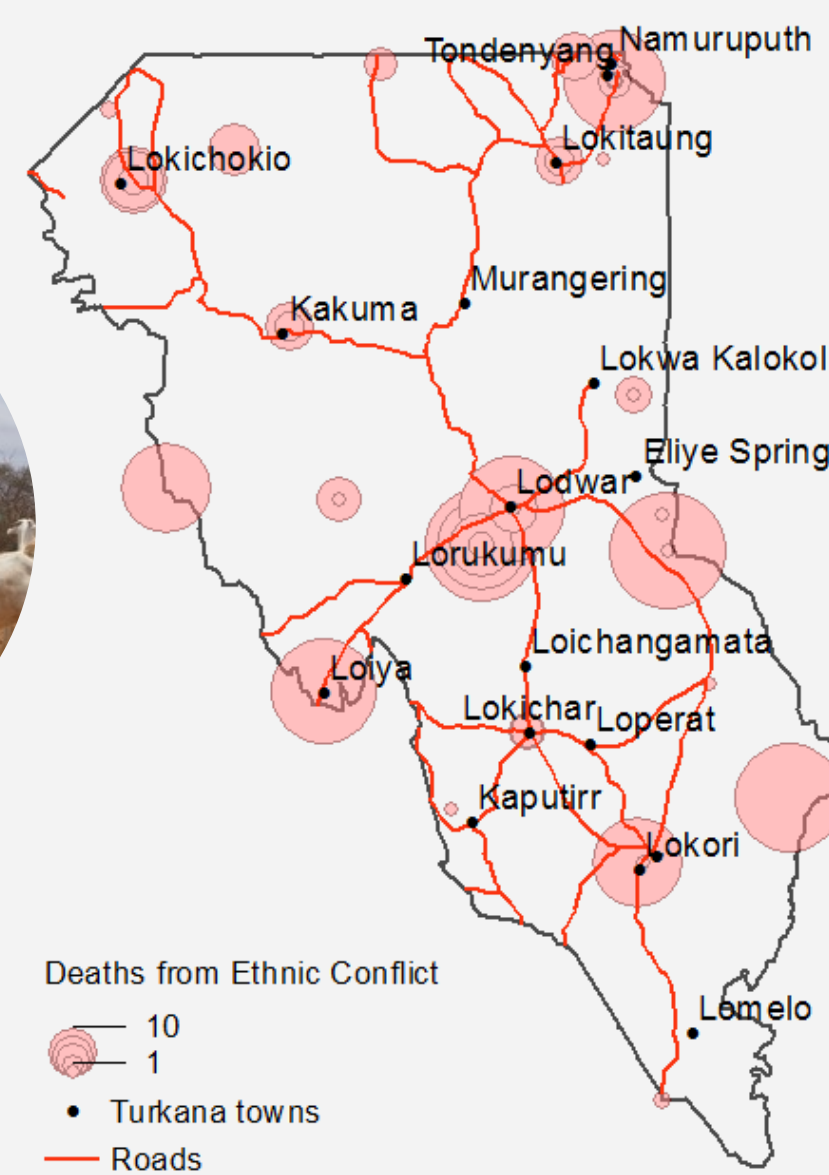 Namuruputh
Tondenyang
Lokitaung
Lokichokio
Murangering
Kakuma
Lokwa Kalokol
Eliye Spring
Lodwar
Lorukumu
Loichangamata
Loiya
Lokichar
Loperat
Kaputirr
Lokori
Lomelo
Deaths from Ethnic Conflict
10
1
Turkana towns
Roads